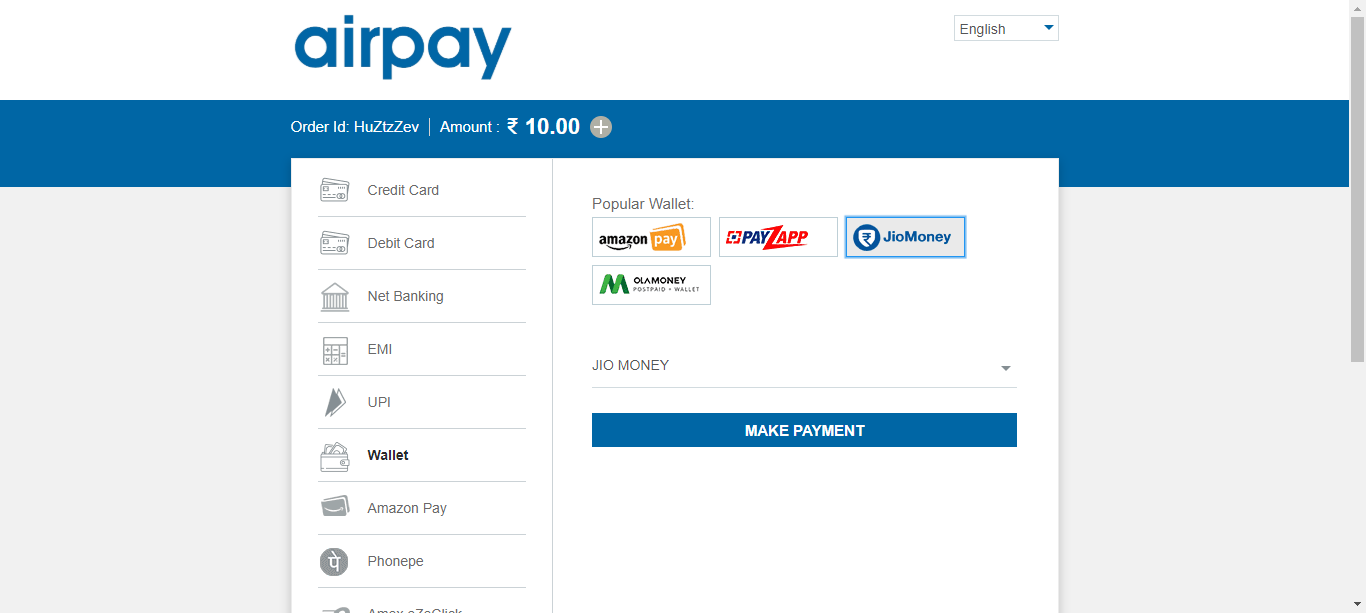 airpay
English
Order Id: HuZtzZev
Amount : ₹ 10.00
Credit Card
Debit Card
Net Banking
EMI
UPI
Wallet
Amazon Pay
Phonepe
Amex eZeClick
Popular Wallet:
amazon pay
PAYZAPP
JioMoney
OLAMONEY
POSTPAID + WALLET
JIO MONEY
MAKE PAYMENT